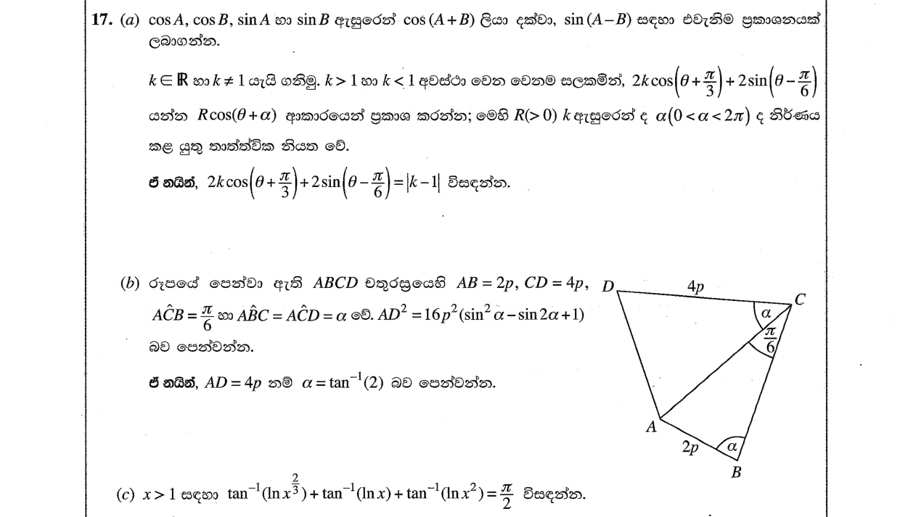 17. (a) cos A, cos B, sin A හා sin B ඇසුරෙන් cos (A + B) ලියා දක්වා, sin (A − B) සඳහා එවැනිම ප්‍රකාශනයක්
ලබාගන්න.
k ∈ ℝ හා k ≠ 1 යැයි ගනිමු. k > 1 හා k < 1 අවස්ථා වෙන වෙනම සලකමින්, 2k cos(θ + π/3) + 2 sin(θ − π/6)
යන්න R cos(θ + α) ආකාරයෙන් ප්‍රකාශ කරන්න; මෙහි R(> 0) k ඇසුරෙන් ද α(0 < α < 2π) ද නිර්ණය
කළ යුතු තාත්ත්වික නියත වේ.
ඒ නයින්, 2k cos(θ + π/3) + 2 sin(θ − π/6) = |k − 1| විසඳන්න.
(b) රූපයේ පෙන්වා ඇති ABCD චතුරස්‍රයෙහි AB = 2p, CD = 4p,
AĈB = π/6 හා AB̂C = AĈD = α වේ. AD² = 16p²(sin² α − sin 2α + 1)
බව පෙන්වන්න.
ඒ නයින්, AD = 4p නම් α = tan⁻¹(2) බව පෙන්වන්න.
D
4p
C
α
π/6
A
2p
α
B
(c) x > 1 සඳහා tan⁻¹(ln x^(2/3)) + tan⁻¹(ln x) + tan⁻¹(ln x²) = π/2 විසඳන්න.